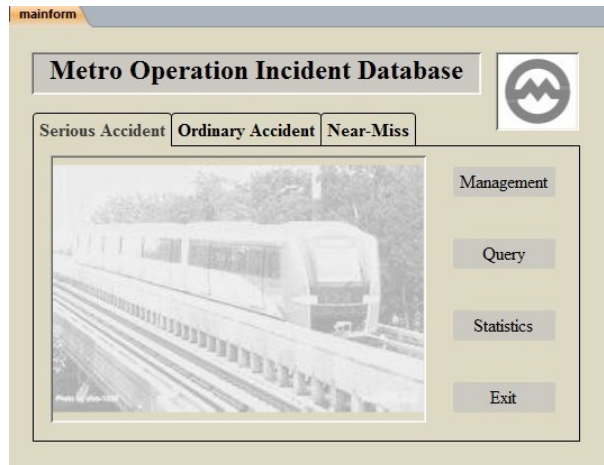 mainform
Metro Operation Incident Database
Serious Accident Ordinary Accident Near-Miss
Management
Query
Statistics
Exit